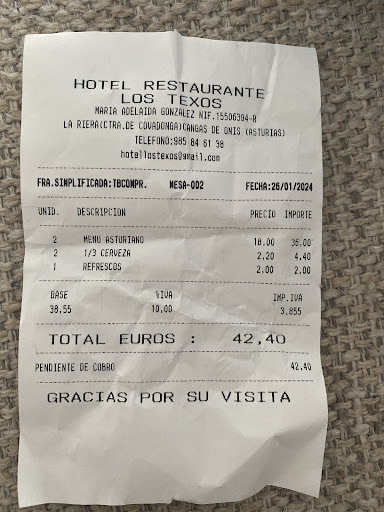 HOTEL RESTAURANTE
LOS TEXOS
MARIA ADELAIDA GONZALEZ NIF.15506394-R
LA RIERA(CTRA.DE COVADONGA)CANGAS DE ONIS (ASTURIAS)
TELEFONO:985 84 61 38
hotellostexos@gmail.com
FRA.SIMPLIFICADA:TBCOMPR. MESA-002 FECHA:26/01/2024
UNID. DESCRIPCION PRECIO IMPORTE
2 MENU ASTURIANO 18,00 36,00
2 1/3 CERVEZA 2,20 4,40
1 REFRESCOS 2,00 2,00
BASE %IVA IMP.IVA
38,55 10,00 3,855
TOTAL EUROS : 42,40
PENDIENTE DE COBRO 42,40
GRACIAS POR SU VISITA